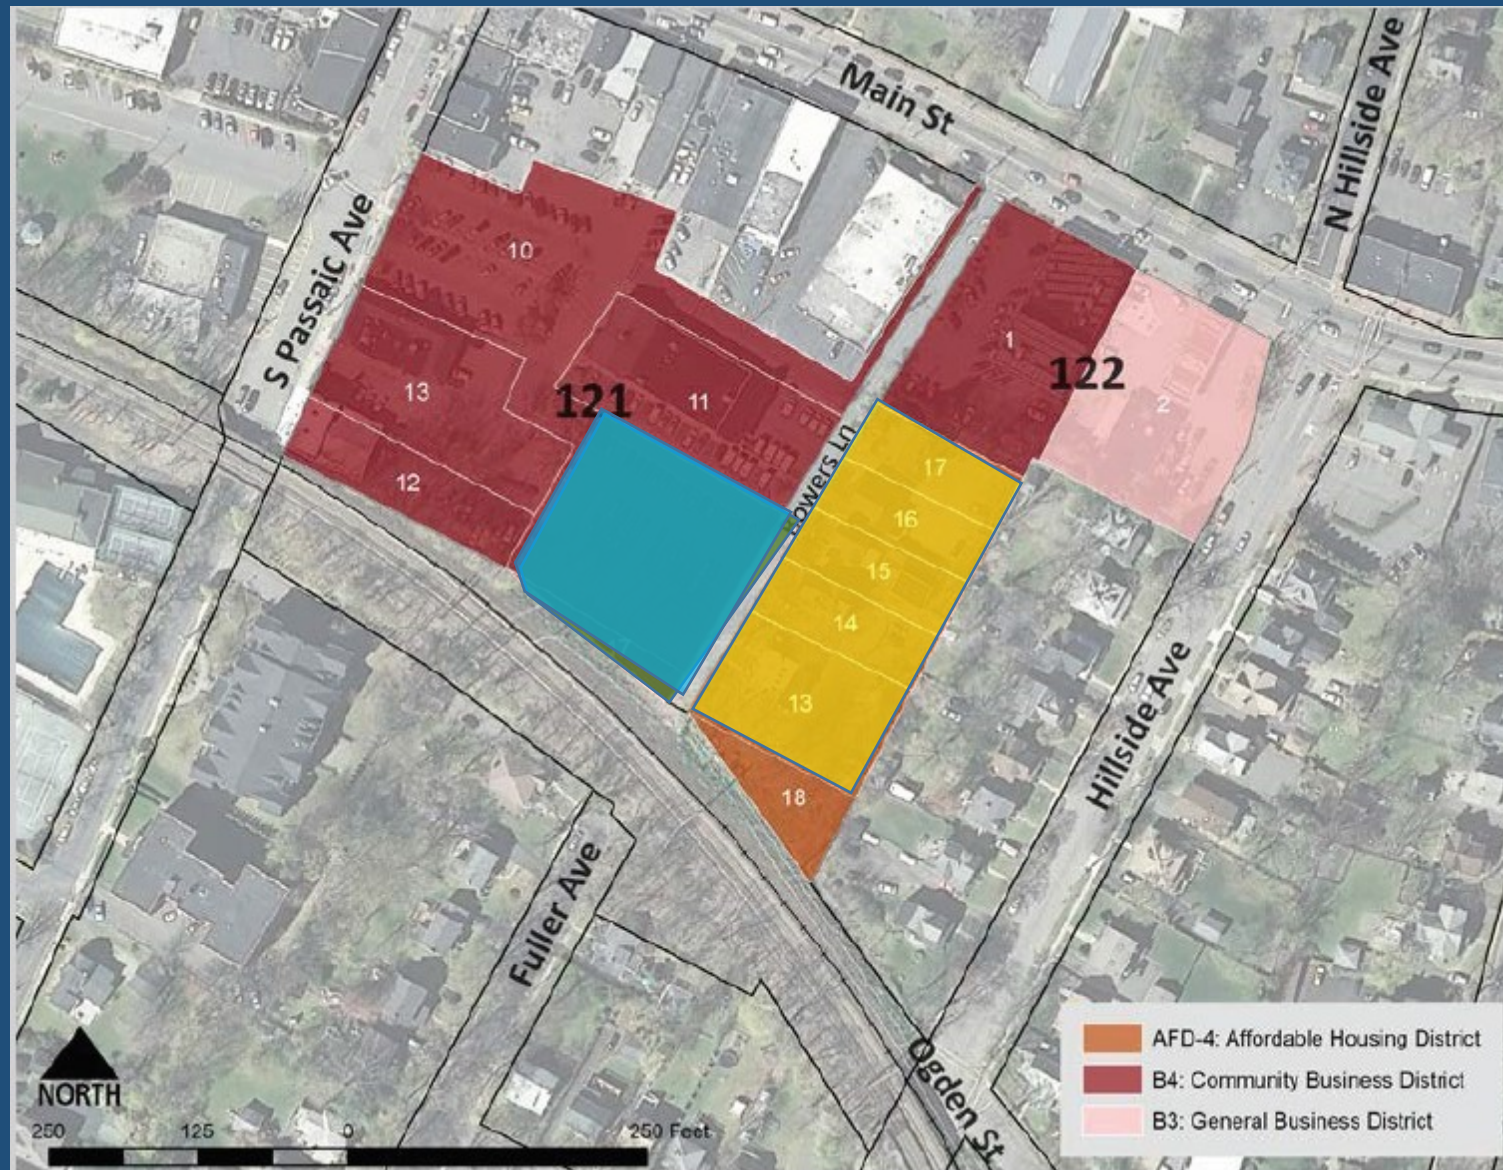 Main St
N Hillside Ave
S Passaic Ave
10
1
122
2
13
121
11
12
Bowers Ln
17
16
15
14
13
18
Hillside Ave
Fuller Ave
Ogden St
NORTH
250 125 0 250 Feet
AFD-4: Affordable Housing District
B4: Community Business District
B3: General Business District